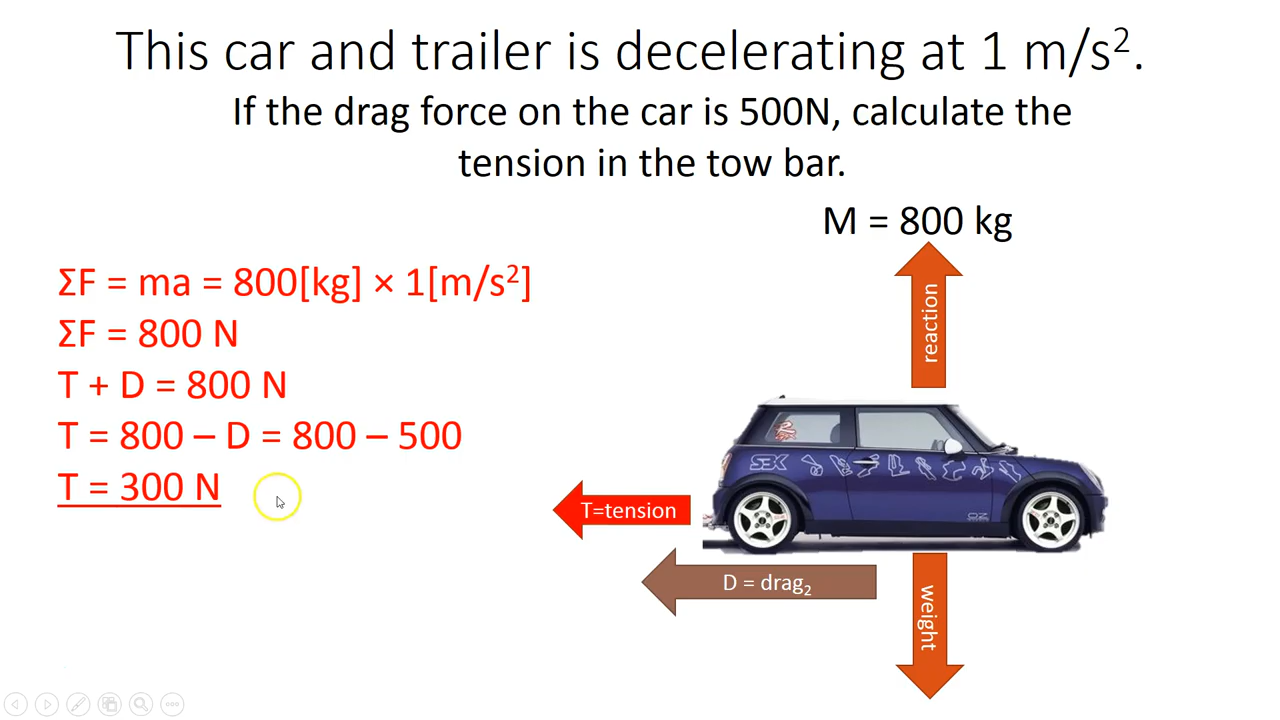 This car and trailer is decelerating at 1 m/s².
If the drag force on the car is 500N, calculate the
tension in the tow bar.
M = 800 kg
ΣF = ma = 800[kg] × 1[m/s²]
ΣF = 800 N
T + D = 800 N
T = 800 – D = 800 – 500
T = 300 N
reaction
T=tension
D = drag₂
weight